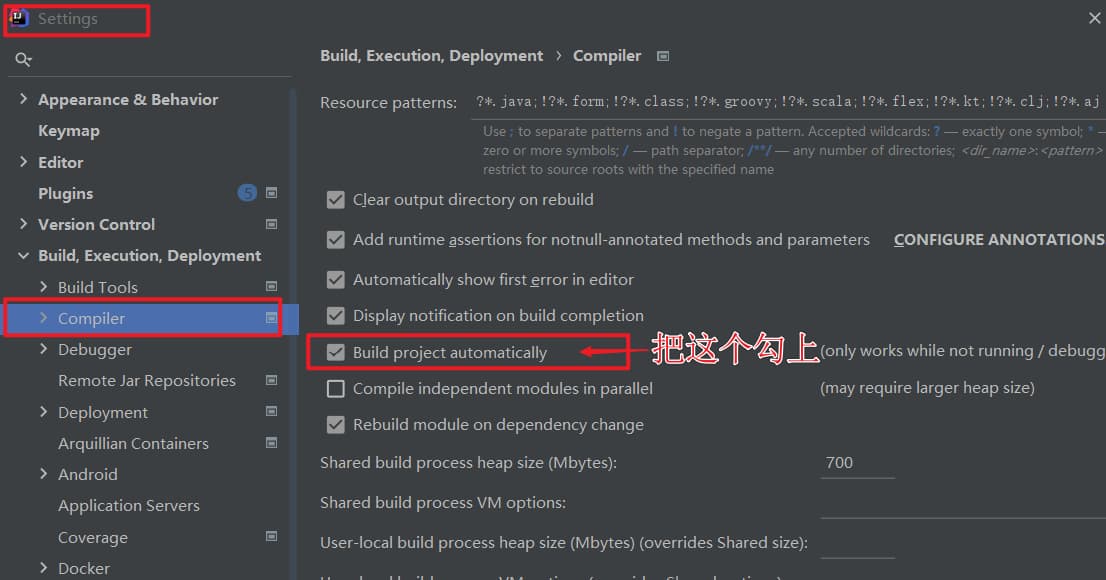 Settings
Appearance & Behavior
Keymap
Editor
Plugins 5
Version Control
Build, Execution, Deployment
Build Tools
Compiler
Debugger
Remote Jar Repositories
Deployment
Arquillian Containers
Android
Application Servers
Coverage
Docker
Build, Execution, Deployment › Compiler
Resource patterns: ?*.java;!?*.form;!?*.class;!?*.groovy;!?*.scala;!?*.flex;!?*.kt;!?*.clj;!?*.aj
Use ; to separate patterns and ! to negate a pattern. Accepted wildcards: ? — exactly one symbol; * —
zero or more symbols; / — path separator; /**/ — any number of directories; <dir_name>:<pattern>
restrict to source roots with the specified name
Clear output directory on rebuild
Add runtime assertions for notnull-annotated methods and parameters CONFIGURE ANNOTATIONS
Automatically show first error in editor
Display notification on build completion
Build project automatically 把这个勾上 (only works while not running / debugg
Compile independent modules in parallel (may require larger heap size)
Rebuild module on dependency change
Shared build process heap size (Mbytes): 700
Shared build process VM options:
User-local build process heap size (Mbytes) (overrides Shared size):